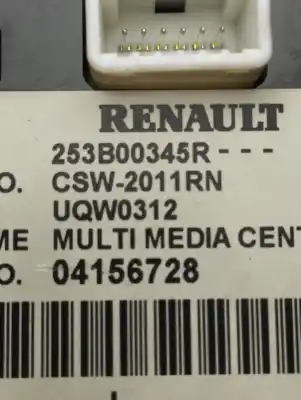 RENAULT
253B00345R---
O. CSW-2011RN
UQW0312
ME MULTI MEDIA CENT
O. 04156728